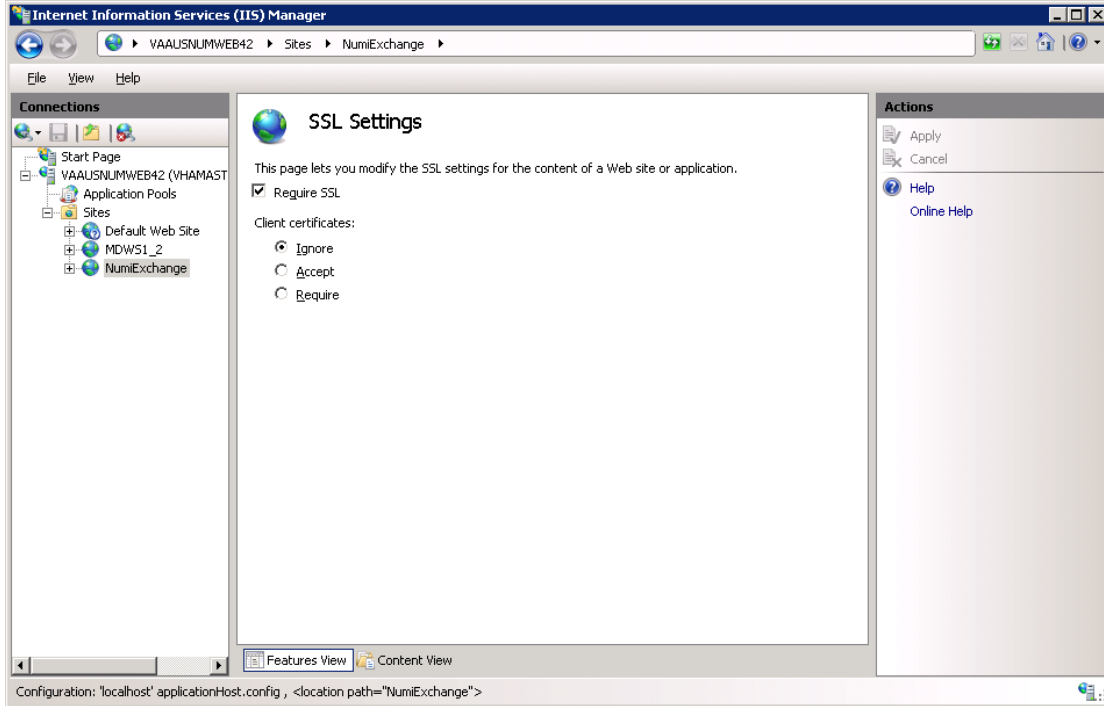 Internet Information Services (IIS) Manager
VAAUSNUMWEB42 Sites NumiExchange
File View Help
Connections
Start Page
VAAUSNUMWEB42 (VHAMAST
Application Pools
Sites
Default Web Site
MDWS1_2
NumiExchange
SSL Settings
This page lets you modify the SSL settings for the content of a Web site or application.
Require SSL
Client certificates:
Ignore
Accept
Require
Features View Content View
Actions
Apply
Cancel
Help
Online Help
Configuration: 'localhost' applicationHost.config , <location path="NumiExchange">